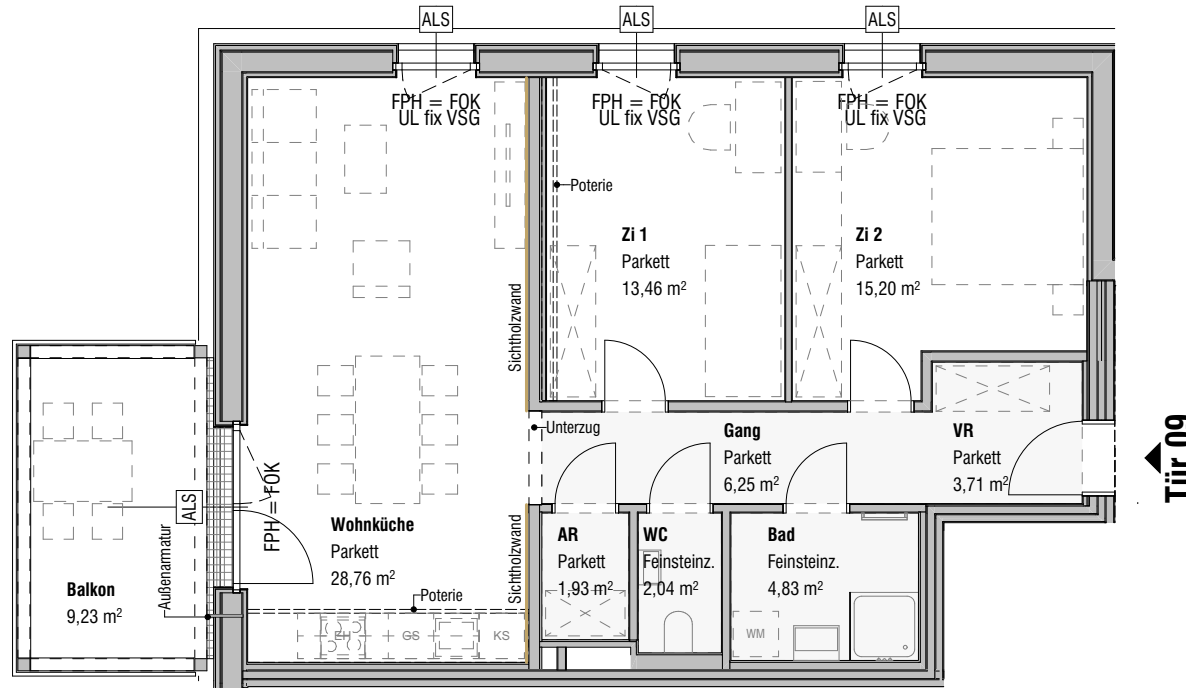 ALS
ALS
ALS
FPH = FOK
UL fix VSG
FPH = FOK
UL fix VSG
FPH = FOK
UL fix VSG
Poterie
Zi 1
Parkett
13,46 m²
Zi 2
Parkett
15,20 m²
Sichtholzwand
Unterzug
Gang
Parkett
6,25 m²
VR
Parkett
3,71 m²
Tür 09
FPH = FOK
ALS
Wohnküche
Parkett
28,76 m²
Sichtholzwand
AR
Parkett
1,93 m²
WC
Feinsteinz.
2,04 m²
Bad
Feinsteinz.
4,83 m²
Balkon
9,23 m²
Außenarmatur
Poterie
EH
GS
KS
WM